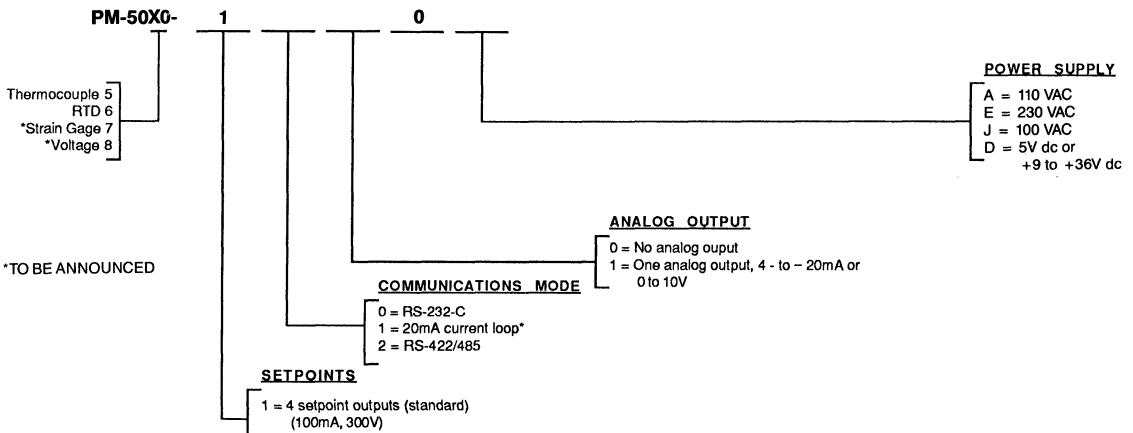 PM-50X0- 1 0
Thermocouple 5
RTD 6
*Strain Gage 7
*Voltage 8
POWER SUPPLY
A = 110 VAC
E = 230 VAC
J = 100 VAC
D = 5V dc or
+9 to +36V dc
*TO BE ANNOUNCED
ANALOG OUTPUT
0 = No analog ouput
1 = One analog output, 4 - to – 20mA or
0 to 10V
COMMUNICATIONS MODE
0 = RS-232-C
1 = 20mA current loop*
2 = RS-422/485
SETPOINTS
1 = 4 setpoint outputs (standard)
(100mA, 300V)